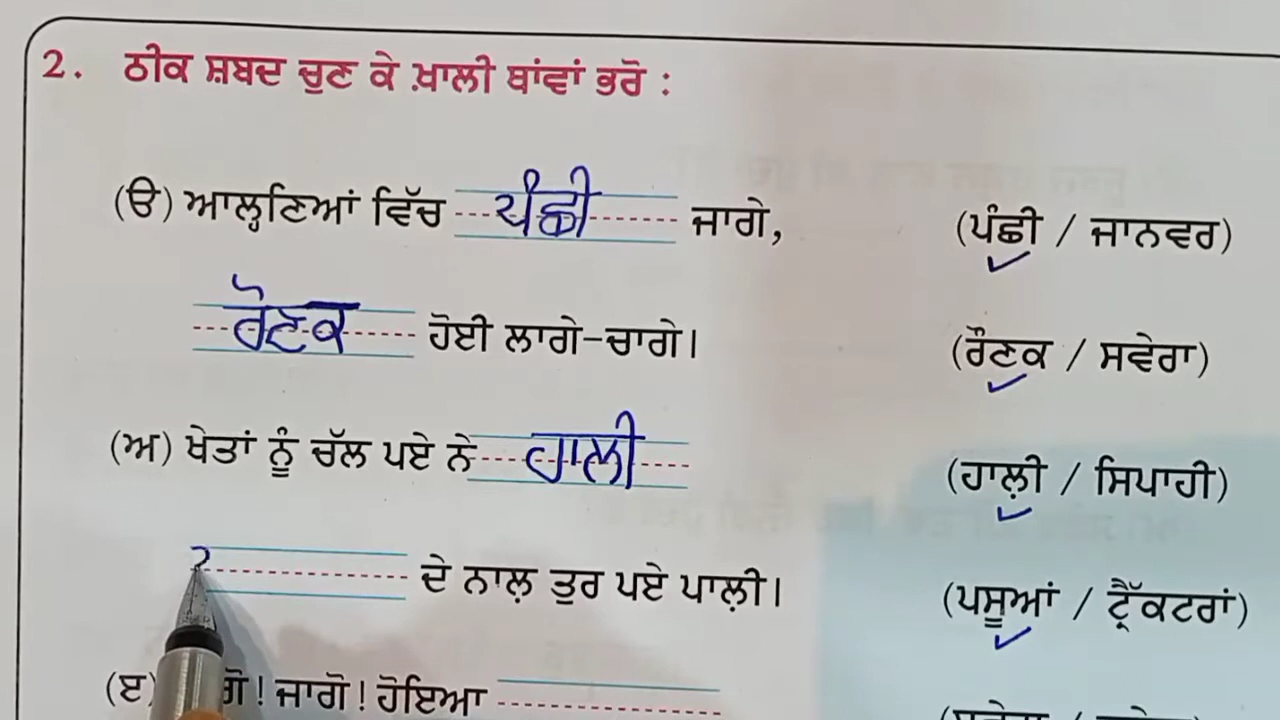 2. ਠੀਕ ਸ਼ਬਦ ਚੁਣ ਕੇ ਖ਼ਾਲੀ ਥਾਂਵਾਂ ਭਰੋ :
(ੳ) ਆਲ੍ਹਣਿਆਂ ਵਿੱਚ ਪੰਛੀ ਜਾਗੇ, (ਪੰਛੀ / ਜਾਨਵਰ)
ਰੌਣਕ ਹੋਈ ਲਾਗੇ-ਚਾਗੇ। (ਰੌਣਕ / ਸਵੇਰਾ)
(ਅ) ਖੇਤਾਂ ਨੂੰ ਚੱਲ ਪਏ ਨੇ ਹਾਲੀ (ਹਾਲ਼ੀ / ਸਿਪਾਹੀ)
ਦੇ ਨਾਲ਼ ਤੁਰ ਪਏ ਪਾਲ਼ੀ। (ਪਸ਼ੂਆਂ / ਟ੍ਰੈੱਕਟਰਾਂ)
(ੲ) ! ਜਾਗੋ ! ਹੋਇਆ